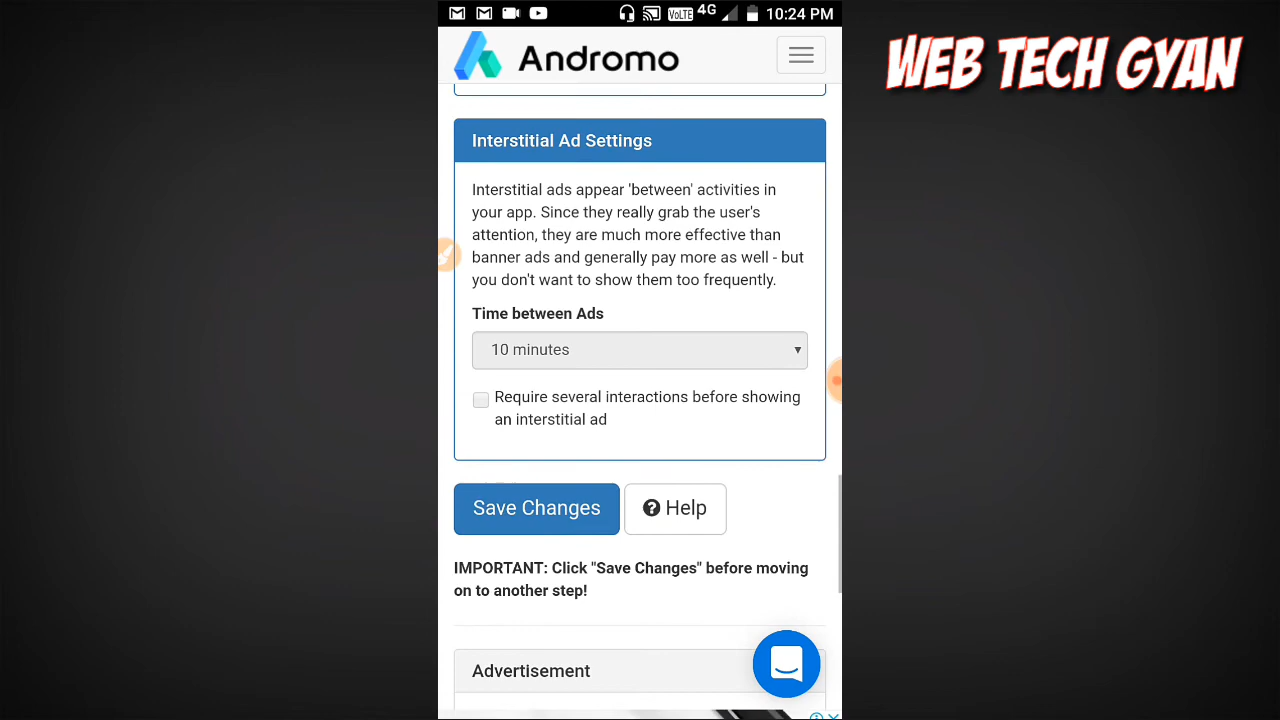 VoLTE 4G 10:24 PM
WEB TECH GYAN
Andromo
Interstitial Ad Settings
Interstitial ads appear 'between' activities in
your app. Since they really grab the user's
attention, they are much more effective than
banner ads and generally pay more as well - but
you don't want to show them too frequently.
Time between Ads
10 minutes
Require several interactions before showing
an interstitial ad
Save Changes
Help
IMPORTANT: Click "Save Changes" before moving
on to another step!
Advertisement